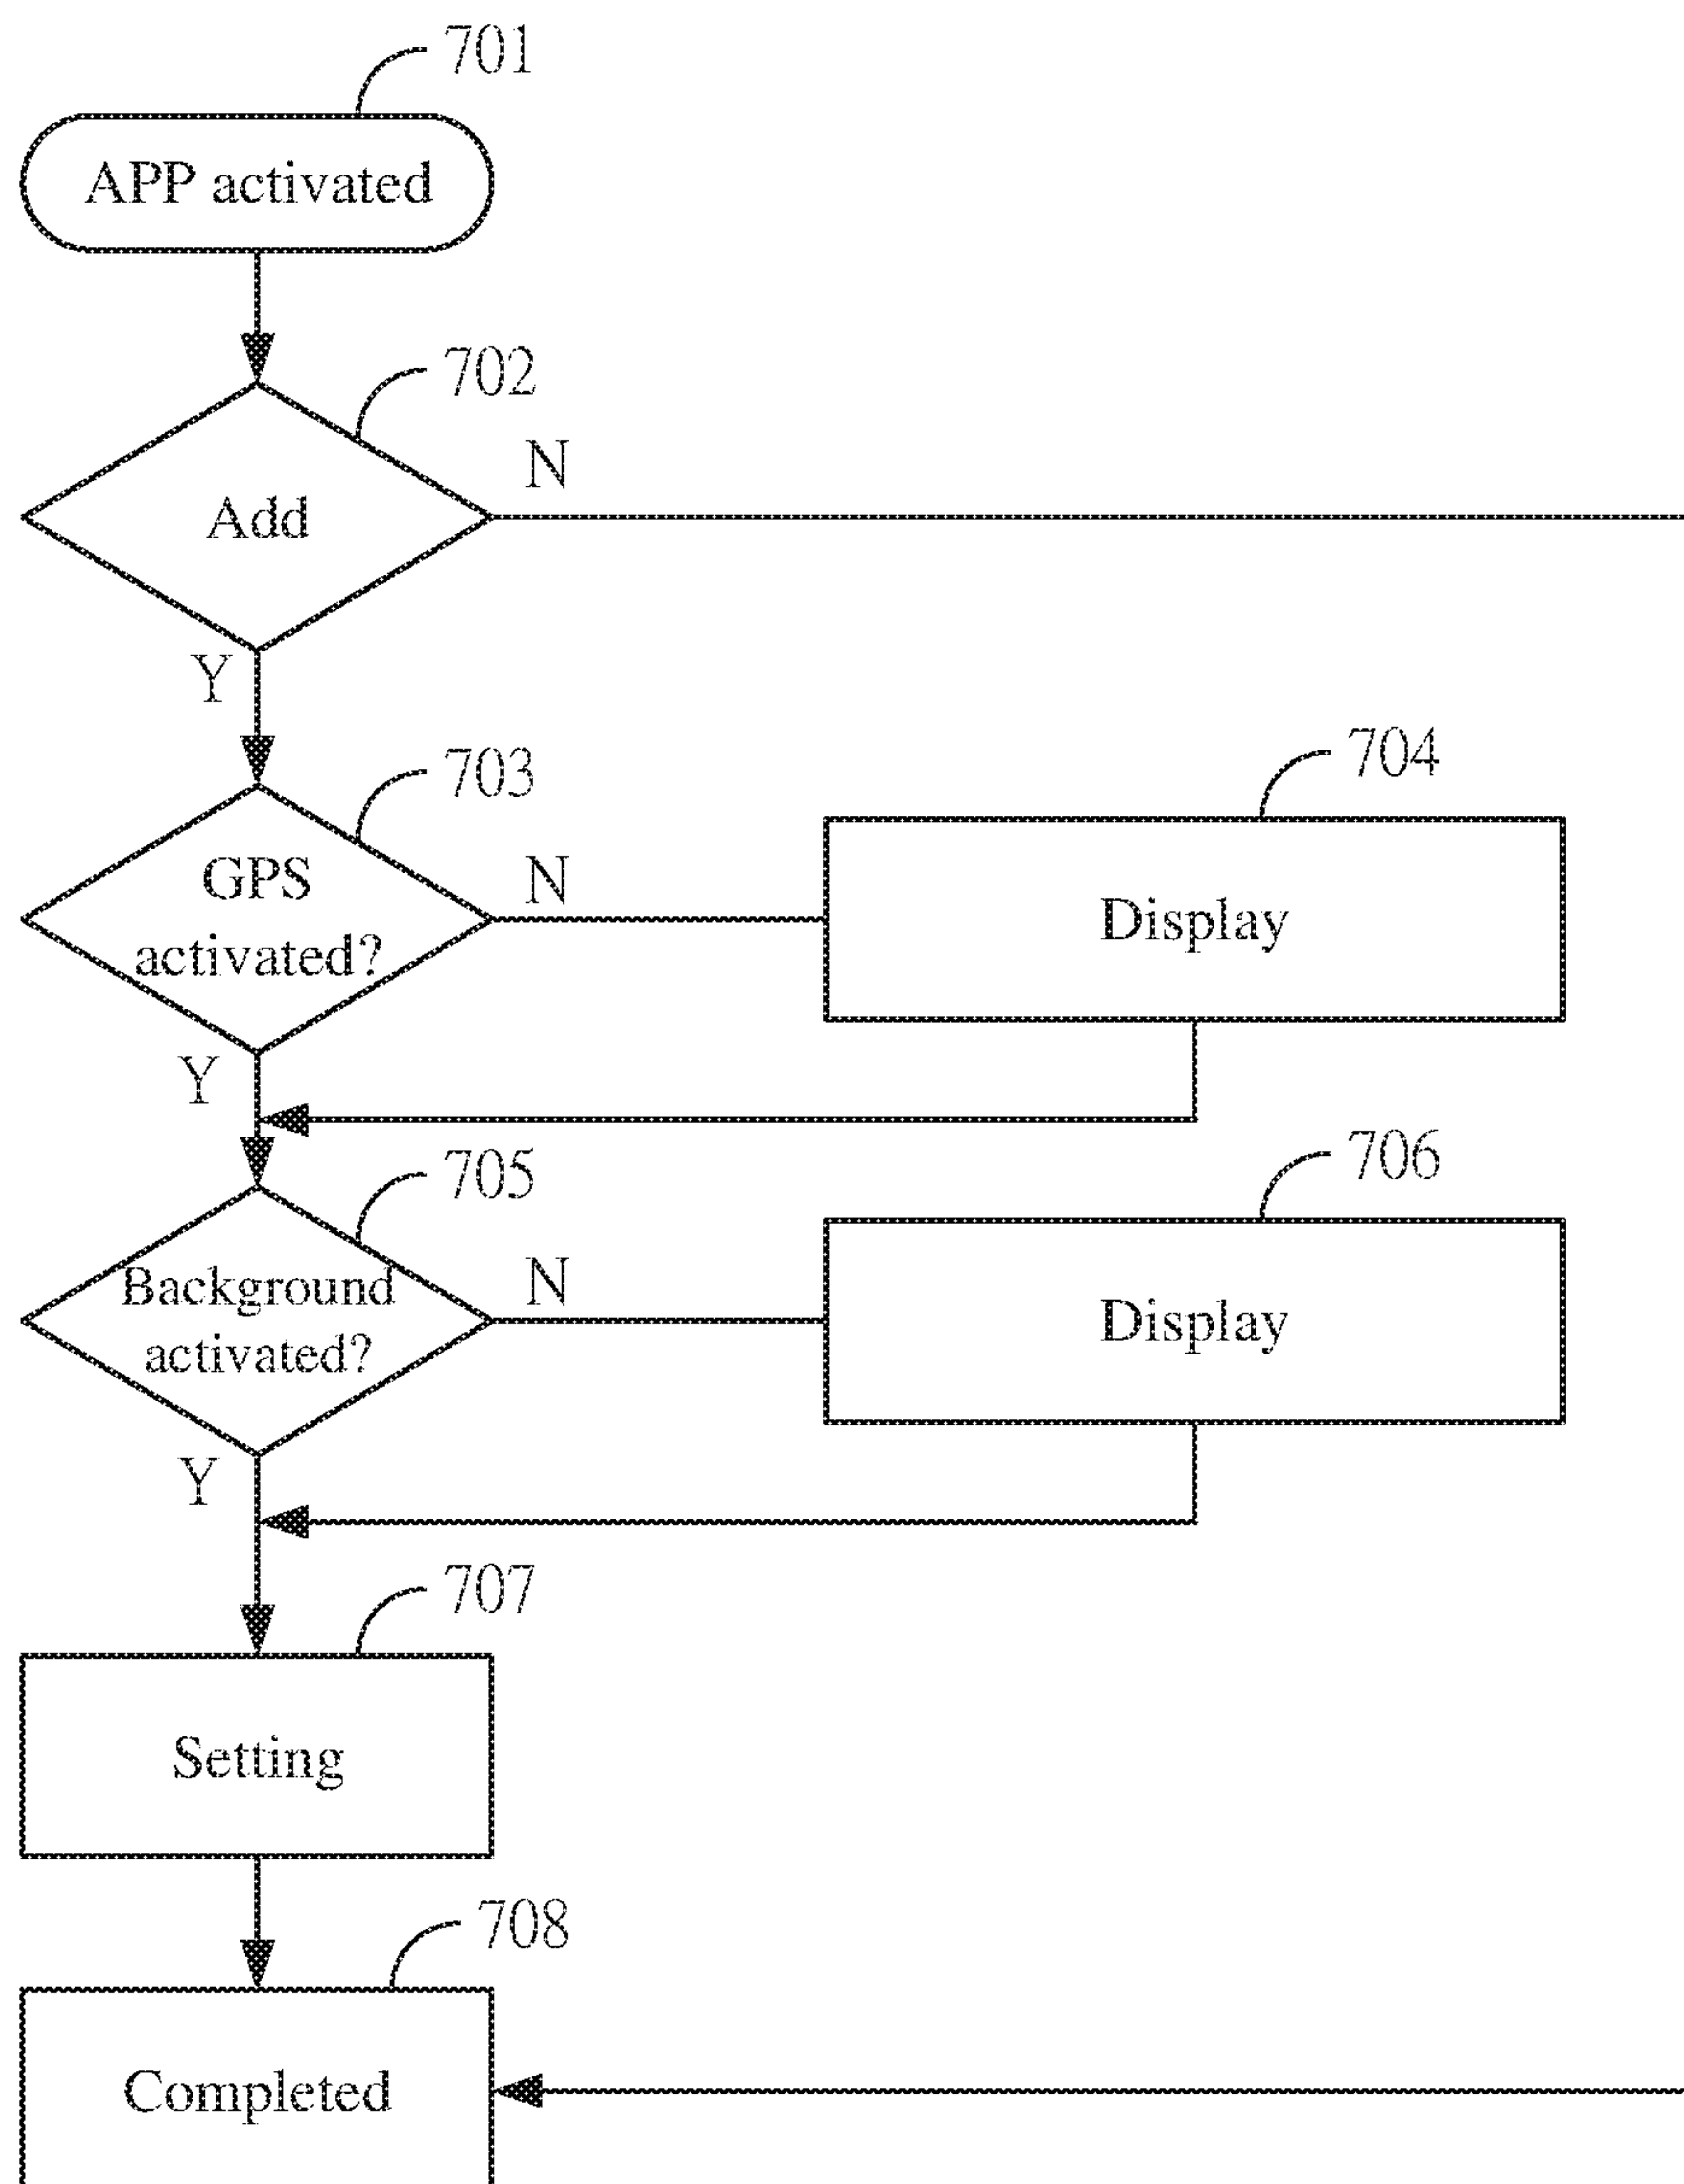 701
APP activated
702
Add
N
Y
703
GPS
activated?
N
704
Display
Y
705
Background
activated?
N
706
Display
Y
707
Setting
708
Completed